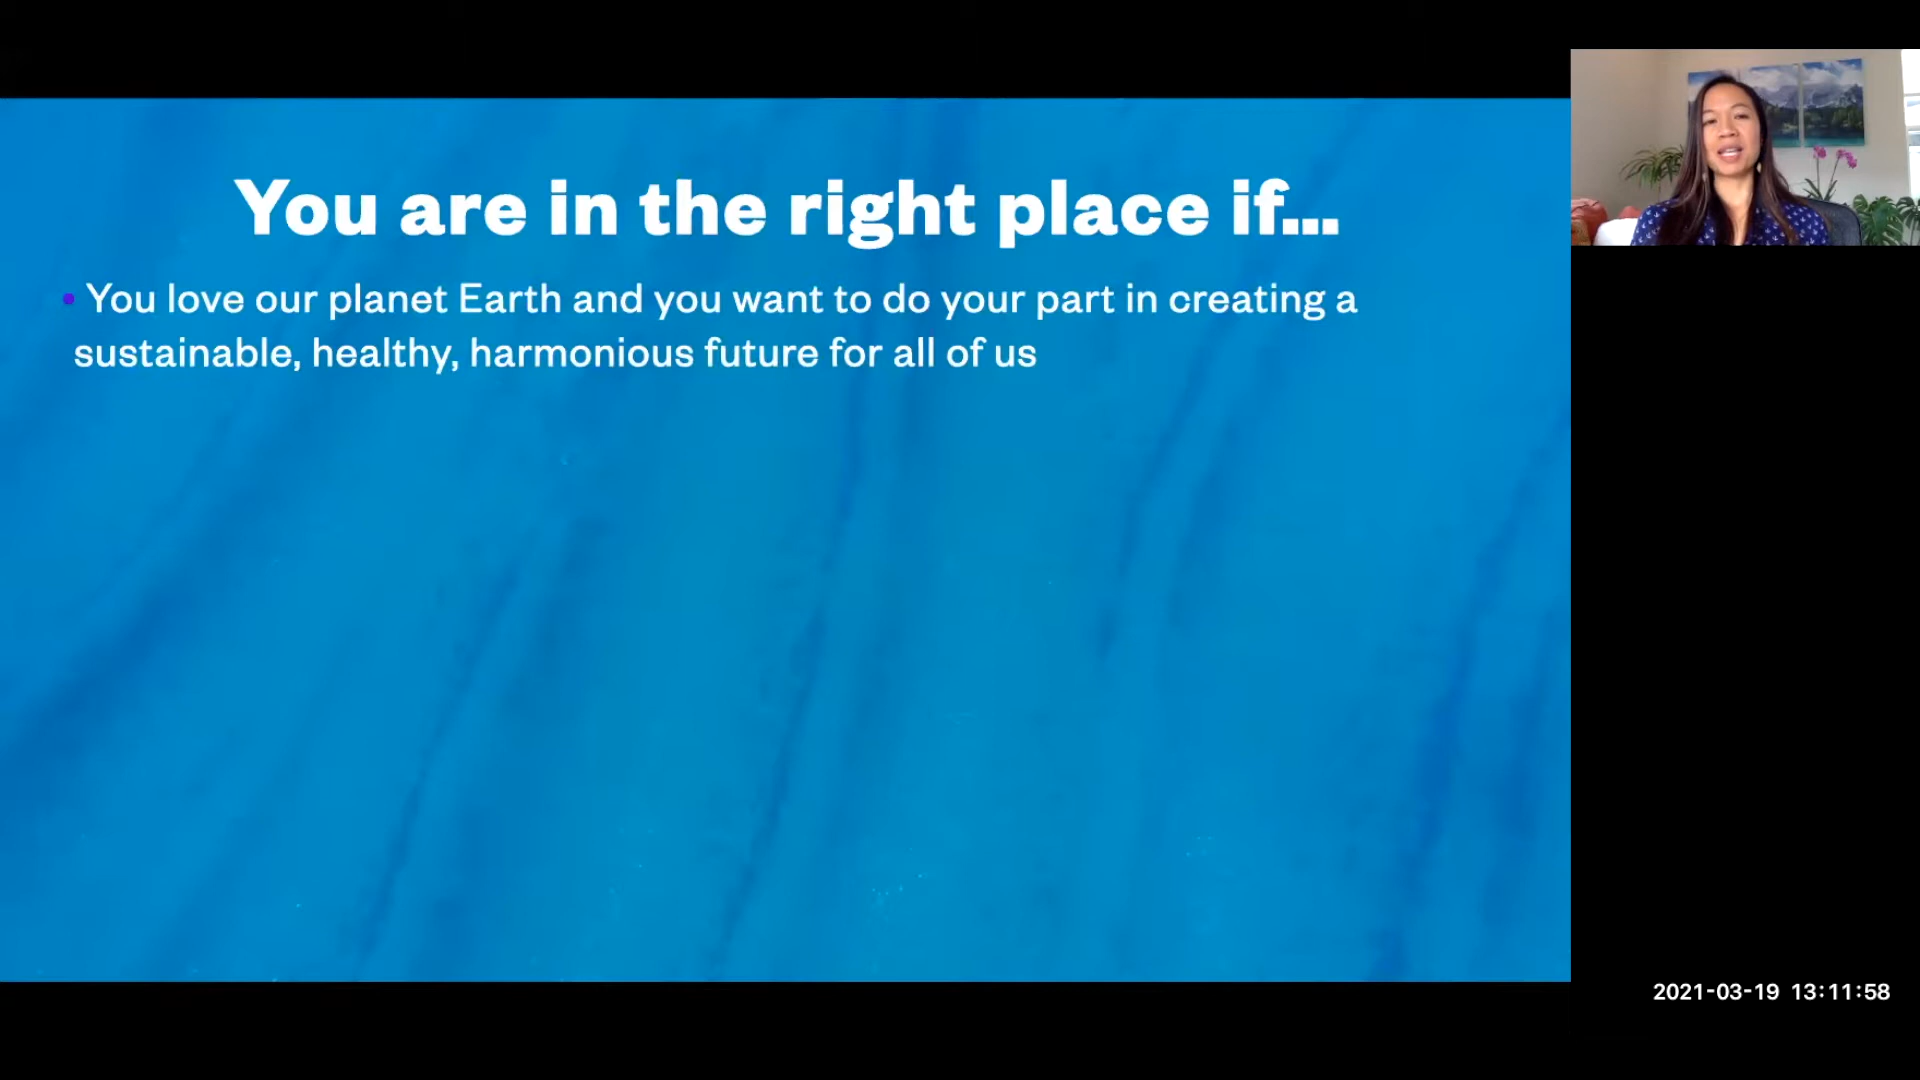 You are in the right place if...
• You love our planet Earth and you want to do your part in creating a
sustainable, healthy, harmonious future for all of us
2021-03-19 13:11:58